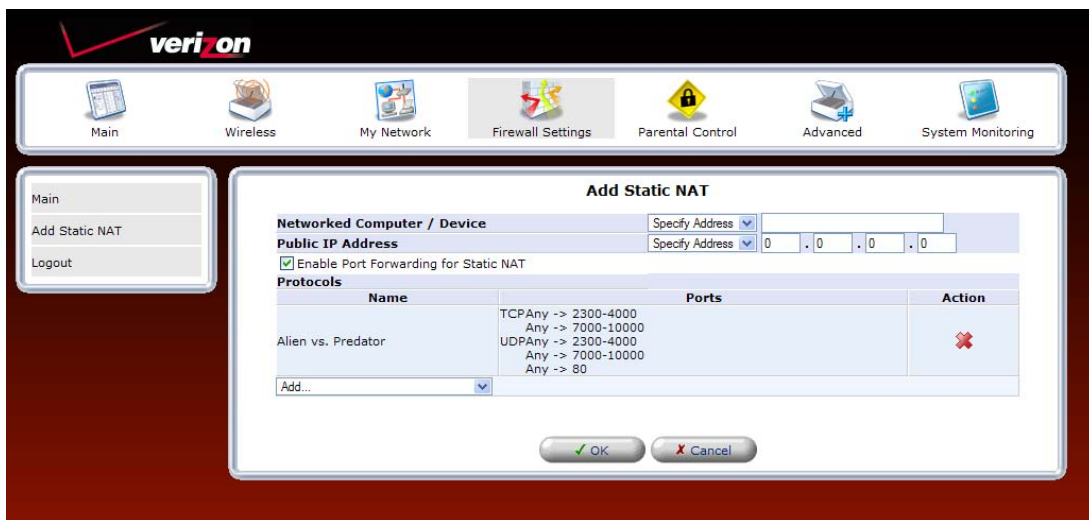 verizon
Main
Wireless
My Network
Firewall Settings
Parental Control
Advanced
System Monitoring
Main
Add Static NAT
Logout
Add Static NAT
Networked Computer / Device Specify Address
Public IP Address Specify Address 0 . 0 . 0 . 0
Enable Port Forwarding for Static NAT
Protocols
Name Ports Action
Alien vs. Predator
TCPAny -> 2300-4000
Any -> 7000-10000
UDPAny -> 2300-4000
Any -> 7000-10000
Any -> 80
Add...
OK
Cancel